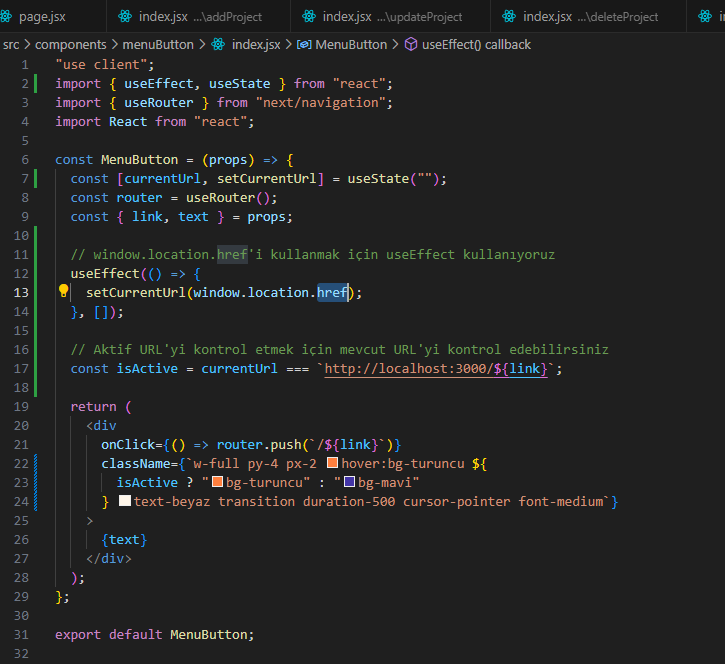 page.jsx index.jsx ...\addProject index.jsx ...\updateProject index.jsx ...\deleteProject
src > components > menuButton > index.jsx > MenuButton > useEffect() callback
1 "use client";
2 import { useEffect, useState } from "react";
3 import { useRouter } from "next/navigation";
4 import React from "react";
5
6 const MenuButton = (props) => {
7 const [currentUrl, setCurrentUrl] = useState("");
8 const router = useRouter();
9 const { link, text } = props;
10
11 // window.location.href'i kullanmak için useEffect kullanıyoruz
12 useEffect(() => {
13 setCurrentUrl(window.location.href);
14 }, []);
15
16 // Aktif URL'yi kontrol etmek için mevcut URL'yi kontrol edebilirsiniz
17 const isActive = currentUrl === `http://localhost:3000/${link}`;
18
19 return (
20 <div
21 onClick={() => router.push(`/${link}`)}
22 className={`w-full py-4 px-2 hover:bg-turuncu ${
23 isActive ? "bg-turuncu" : "bg-mavi"
24 } text-beyaz transition duration-500 cursor-pointer font-medium`}
25 >
26 {text}
27 </div>
28 );
29 };
30
31 export default MenuButton;
32